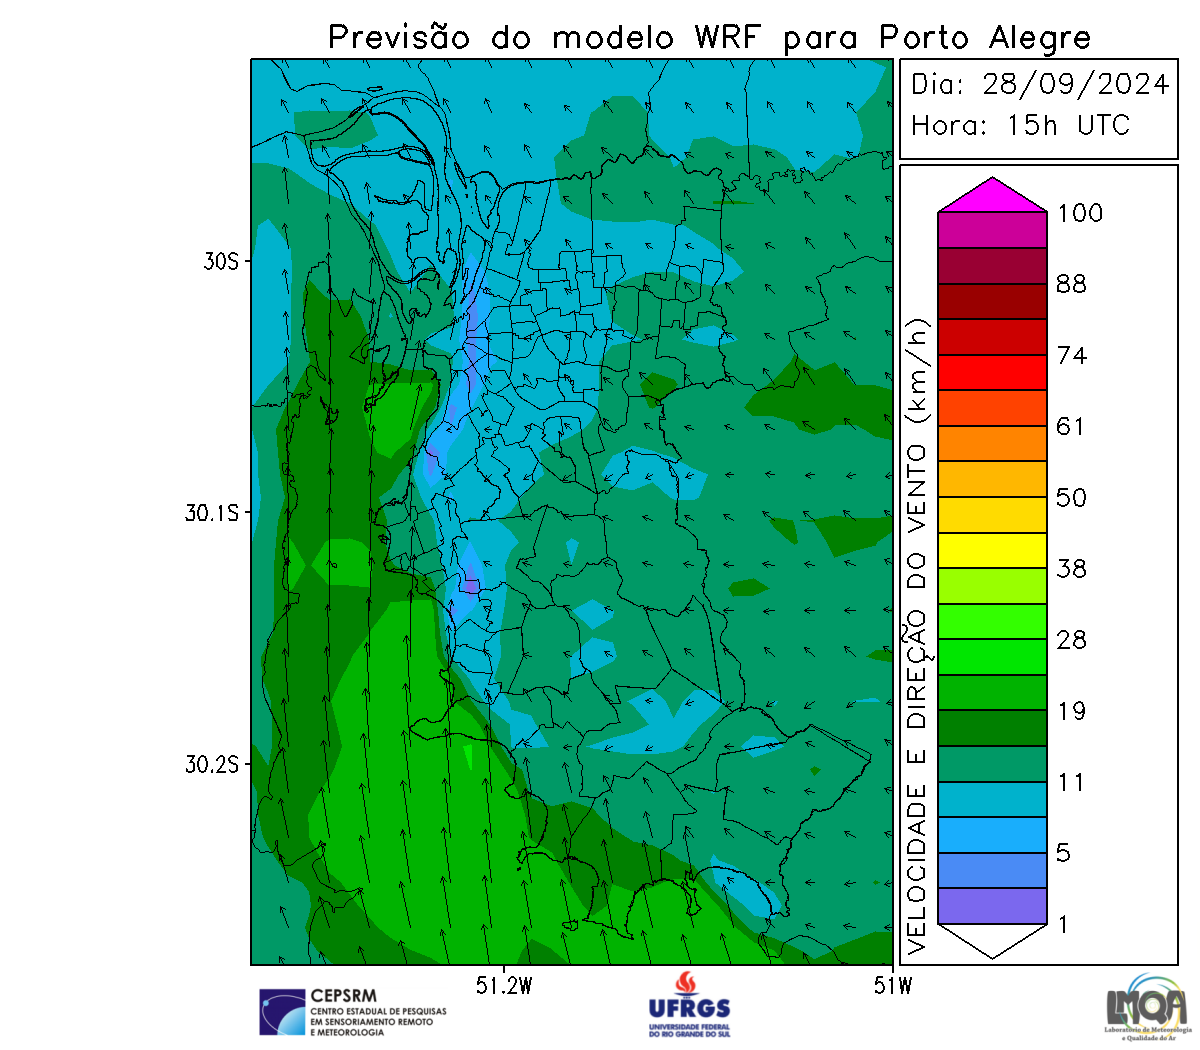 Previsão do modelo WRF para Porto Alegre
Dia: 28/09/2024
Hora: 15h UTC
100
88
74
61
50
38
28
19
11
5
1
VELOCIDADE E DIREÇÃO DO VENTO (km/h)
30S
30.1S
30.2S
51.2W
51W
CEPSRM
CENTRO ESTADUAL DE PESQUISAS
EM SENSORIAMENTO REMOTO
E METEOROLOGIA
UFRGS
UNIVERSIDADE FEDERAL
DO RIO GRANDE DO SUL
LMQA
Laboratório de Meteorologia
e Qualidade do Ar